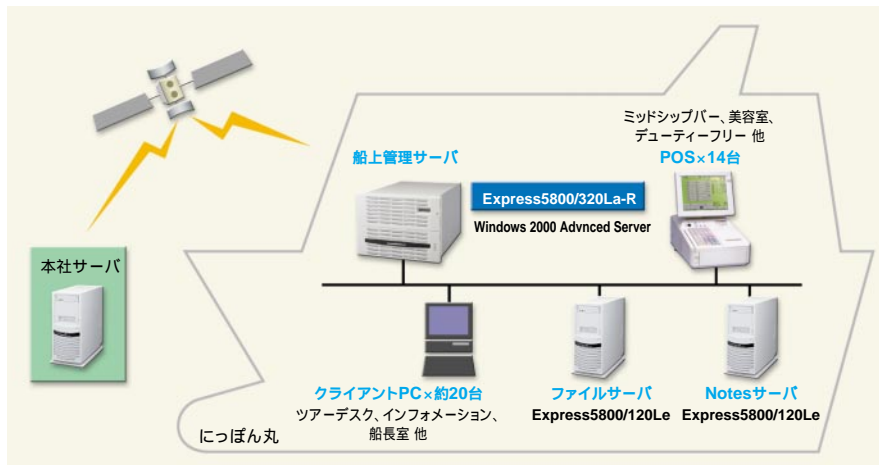 ミッドシップバー、美容室、
デューティーフリー 他
POS×14台
船上管理サーバ
Express5800/320La-R
Windows 2000 Advnced Server
本社サーバ
クライアントPC×約20台
ツアーデスク、インフォメーション、
船長室 他
ファイルサーバ
Express5800/120Le
Notesサーバ
Express5800/120Le
にっぽん丸